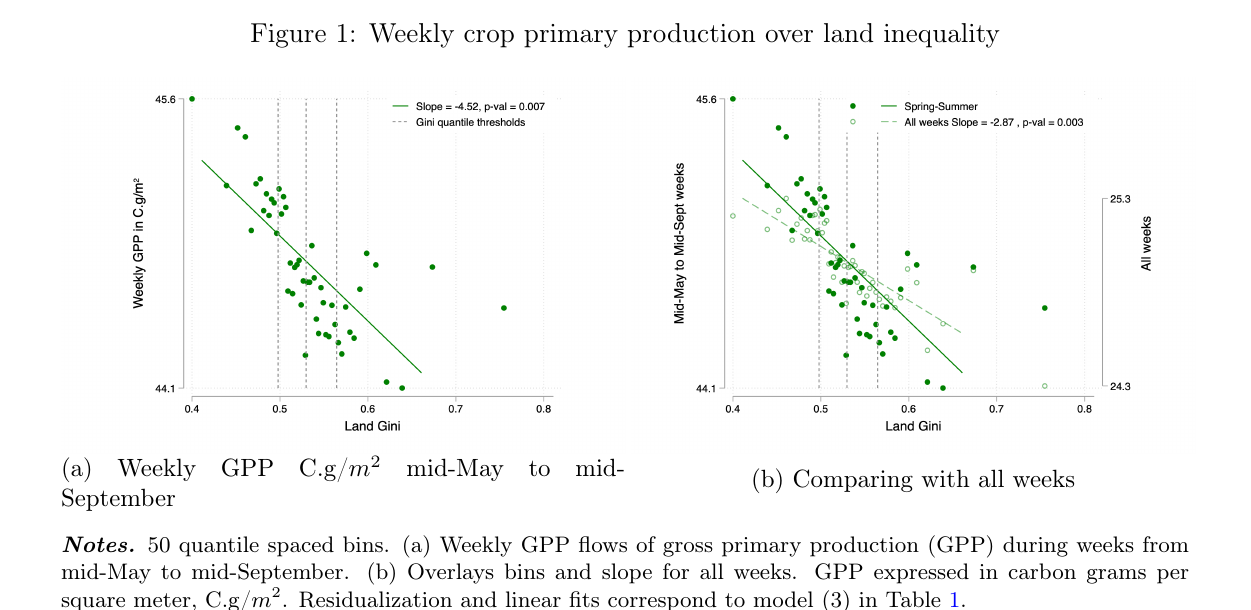 Figure 1: Weekly crop primary production over land inequality
45.6
44.1
Weekly GPP in C.g/m²
Slope = -4.52, p-val = 0.007
Gini quantile thresholds
0.4 0.5 0.6 0.7 0.8
Land Gini
(a) Weekly GPP C.g/m² mid-May to mid-
September
45.6
44.1
Mid-May to Mid-Sept weeks
Spring-Summer
All weeks Slope = -2.87 , p-val = 0.003
25.3
24.3
All weeks
0.4 0.5 0.6 0.7 0.8
Land Gini
(b) Comparing with all weeks
Notes. 50 quantile spaced bins. (a) Weekly GPP flows of gross primary production (GPP) during weeks from
mid-May to mid-September. (b) Overlays bins and slope for all weeks. GPP expressed in carbon grams per
square meter, C.g/m². Residualization and linear fits correspond to model (3) in Table 1.